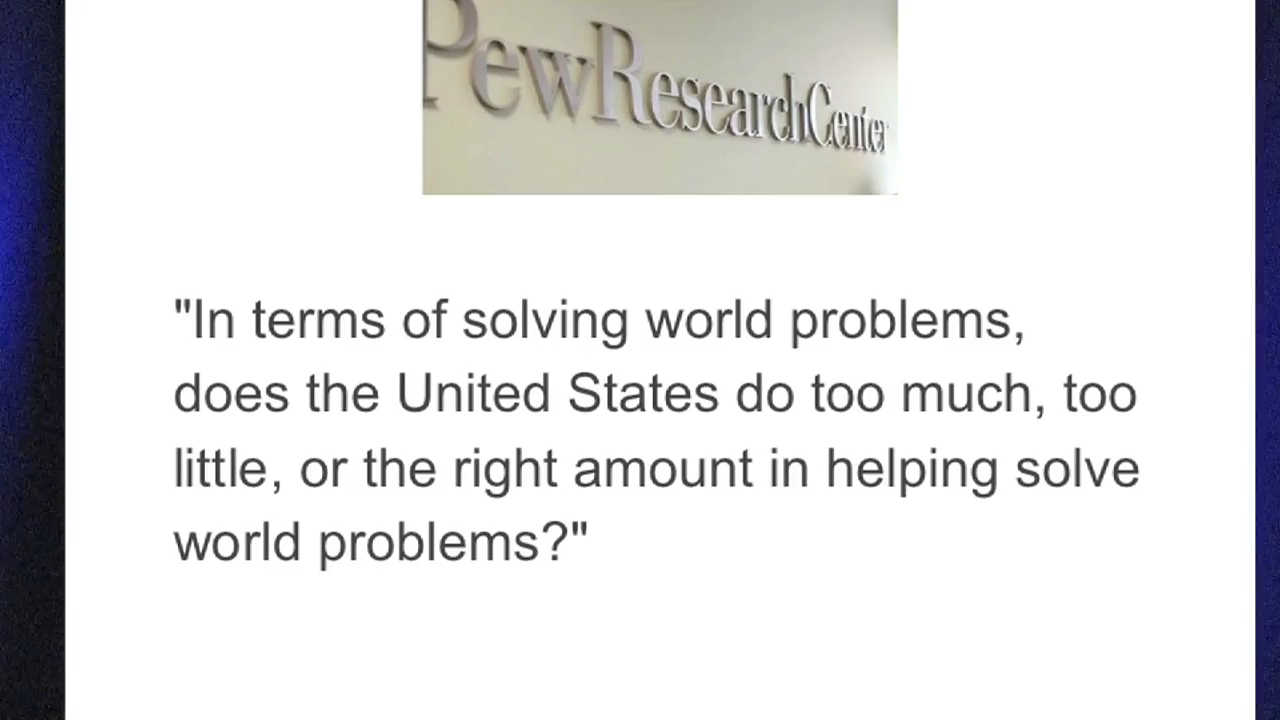 PewResearchCenter
"In terms of solving world problems,
does the United States do too much, too
little, or the right amount in helping solve
world problems?"